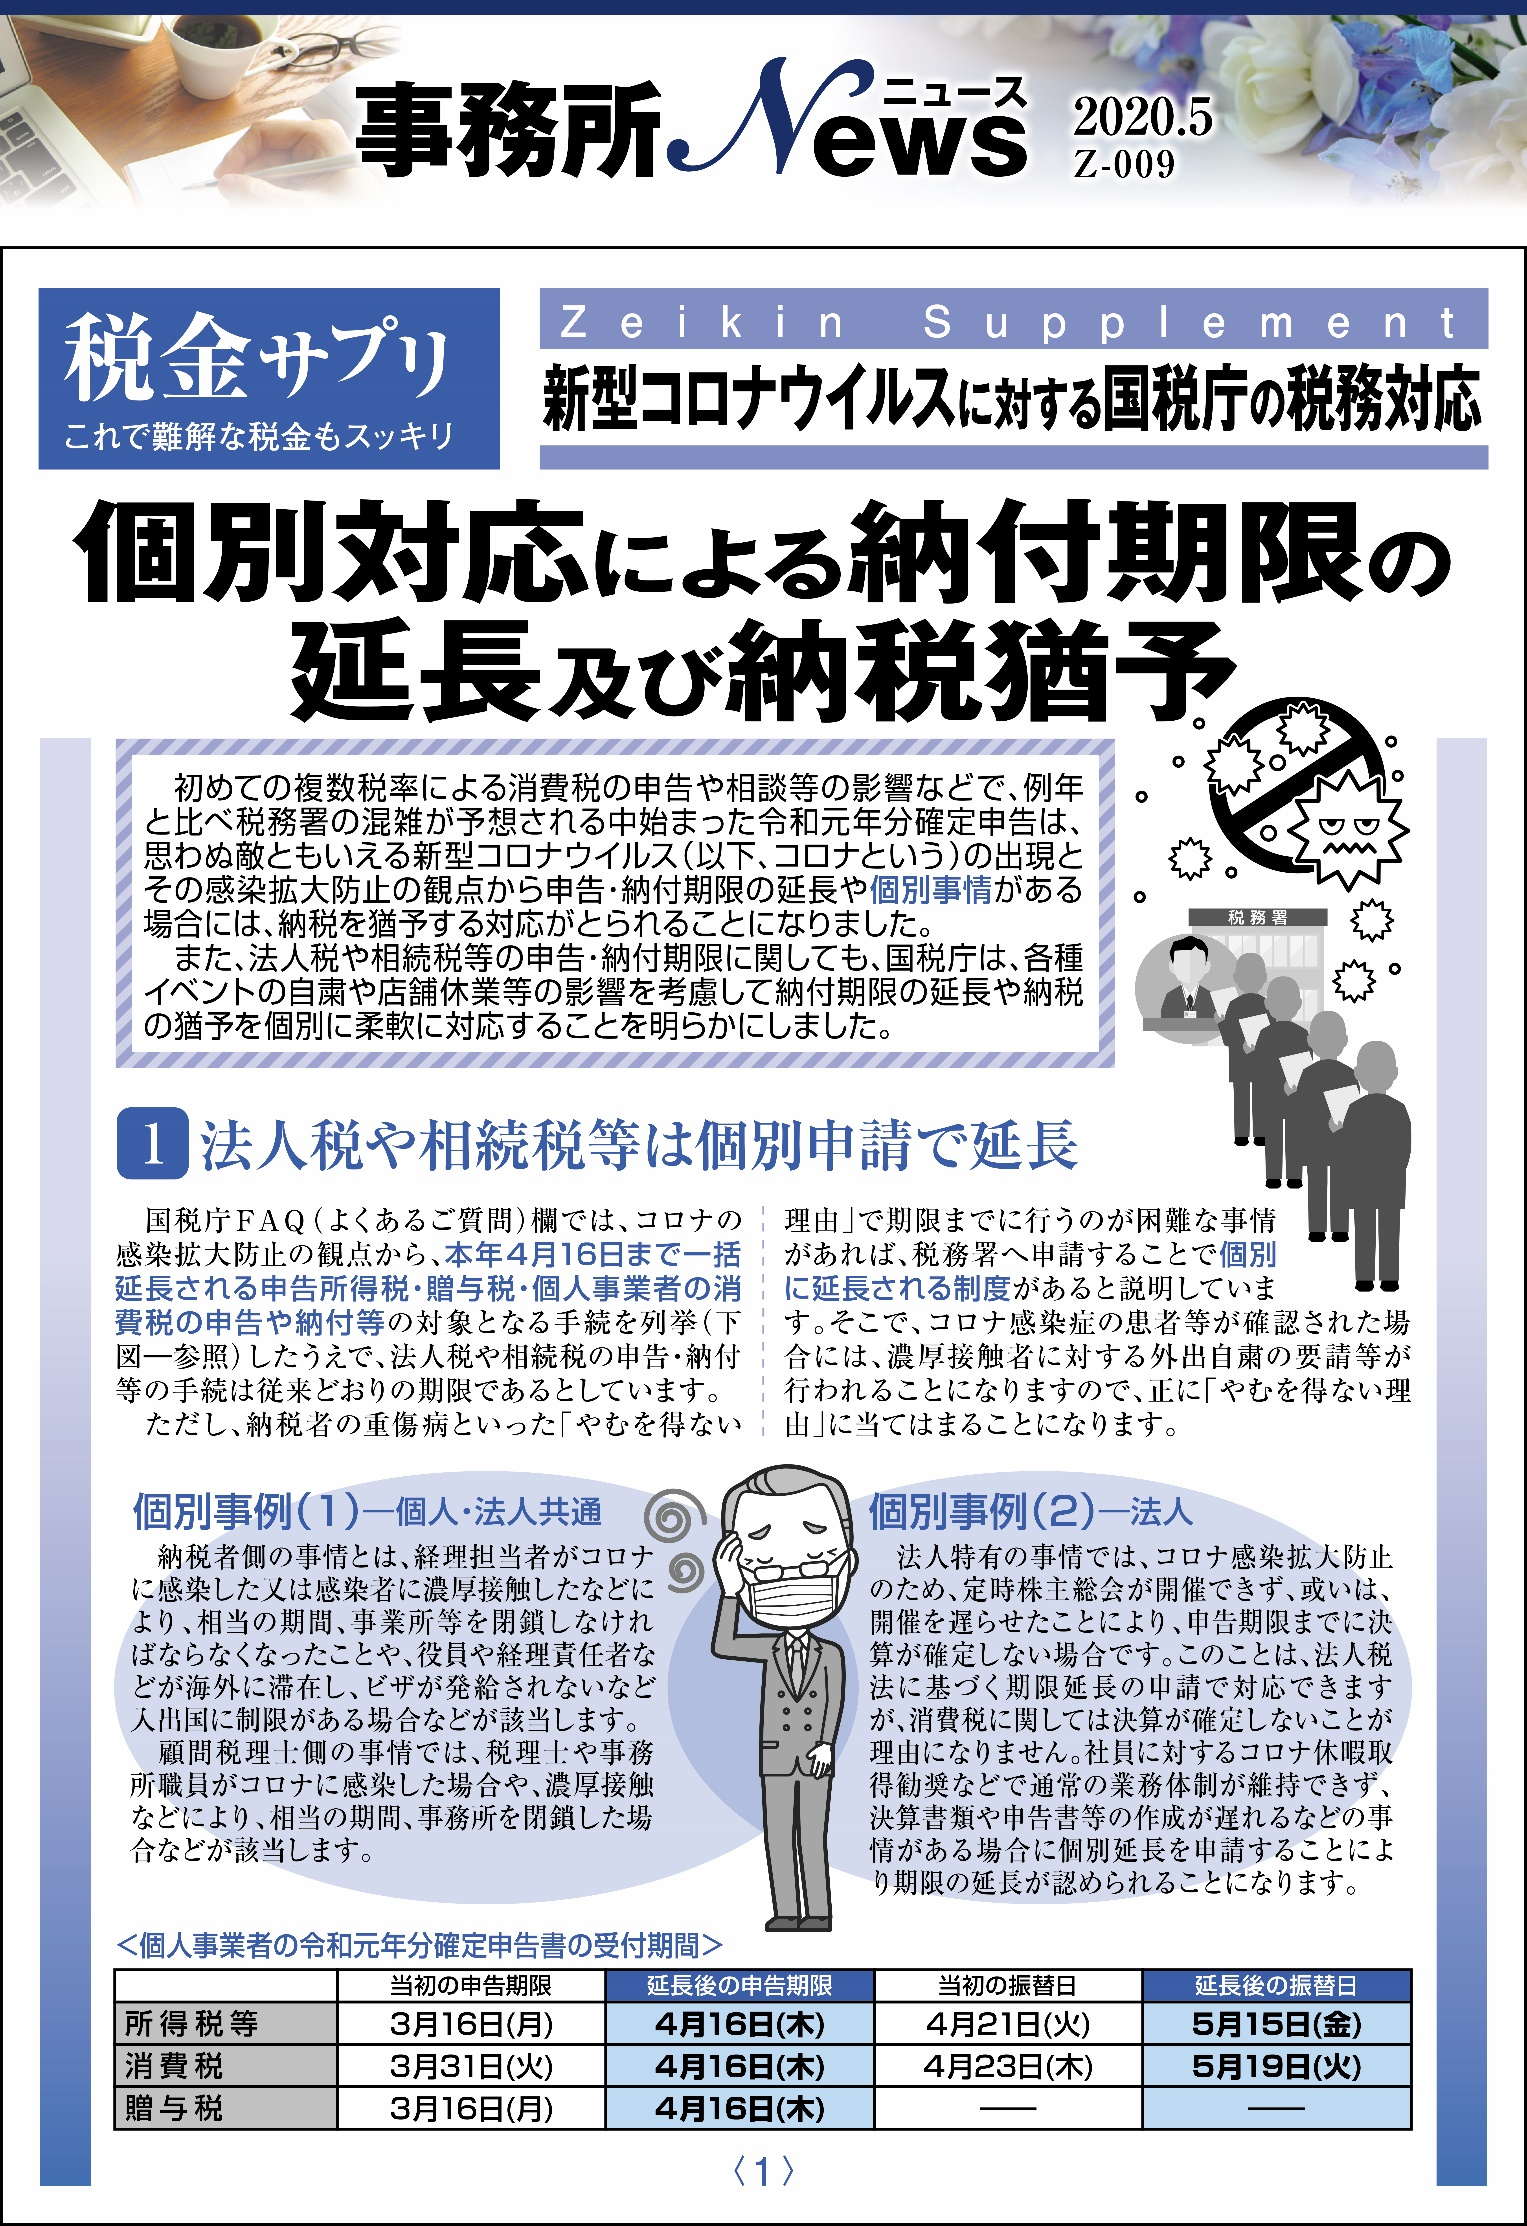 事務所News
ニュース
2020.5
Z-009
税金サプリ
これで難解な税金もスッキリ
Zeikin Supplement
新型コロナウイルスに対する国税庁の税務対応
個別対応による納付期限の
延長及び納税猶予
初めての複数税率による消費税の申告や相談等の影響などで、例年
と比べ税務署の混雑が予想される中始まった令和元年分確定申告は、
思わぬ敵ともいえる新型コロナウイルス（以下、コロナという）の出現と
その感染拡大防止の観点から申告・納付期限の延長や個別事情がある
場合には、納税を猶予する対応がとられることになりました。
また、法人税や相続税等の申告・納付期限に関しても、国税庁は、各種
イベントの自粛や店舗休業等の影響を考慮して納付期限の延長や納税
の猶予を個別に柔軟に対応することを明らかにしました。
税務署
1 法人税や相続税等は個別申請で延長
国税庁FAQ（よくあるご質問）欄では、コロナの
感染拡大防止の観点から、本年4月16日まで一括
延長される申告所得税・贈与税・個人事業者の消
費税の申告や納付等の対象となる手続を列挙（下
図―参照）したうえで、法人税や相続税の申告・納付
等の手続は従来どおりの期限であるとしています。
ただし、納税者の重傷病といった「やむを得ない
理由」で期限までに行うのが困難な事情
があれば、税務署へ申請することで個別
に延長される制度があると説明していま
す。そこで、コロナ感染症の患者等が確認された場
合には、濃厚接触者に対する外出自粛の要請等が
行われることになりますので、正に「やむを得ない理
由」に当てはまることになります。
個別事例（1）―個人・法人共通
納税者側の事情とは、経理担当者がコロナ
に感染した又は感染者に濃厚接触したなどに
より、相当の期間、事業所等を閉鎖しなけれ
ばならなくなったことや、役員や経理責任者な
どが海外に滞在し、ビザが発給されないなど
入出国に制限がある場合などが該当します。
顧問税理士側の事情では、税理士や事務
所職員がコロナに感染した場合や、濃厚接触
などにより、相当の期間、事務所を閉鎖した場
合などが該当します。
個別事例（2）―法人
法人特有の事情では、コロナ感染拡大防止
のため、定時株主総会が開催できず、或いは、
開催を遅らせたことにより、申告期限までに決
算が確定しない場合です。このことは、法人税
法に基づく期限延長の申請で対応できます
が、消費税に関しては決算が確定しないことが
理由になりません。社員に対するコロナ休暇取
得勧奨などで通常の業務体制が維持できず、
決算書類や申告書等の作成が遅れるなどの事
情がある場合に個別延長を申請することによ
り期限の延長が認められることになります。
＜個人事業者の令和元年分確定申告書の受付期間＞
当初の申告期限 延長後の申告期限 当初の振替日 延長後の振替日
所得税等 3月16日(月) 4月16日(木) 4月21日(火) 5月15日(金)
消費税 3月31日(火) 4月16日(木) 4月23日(木) 5月19日(火)
贈与税 3月16日(月) 4月16日(木) ― ―
〈1〉